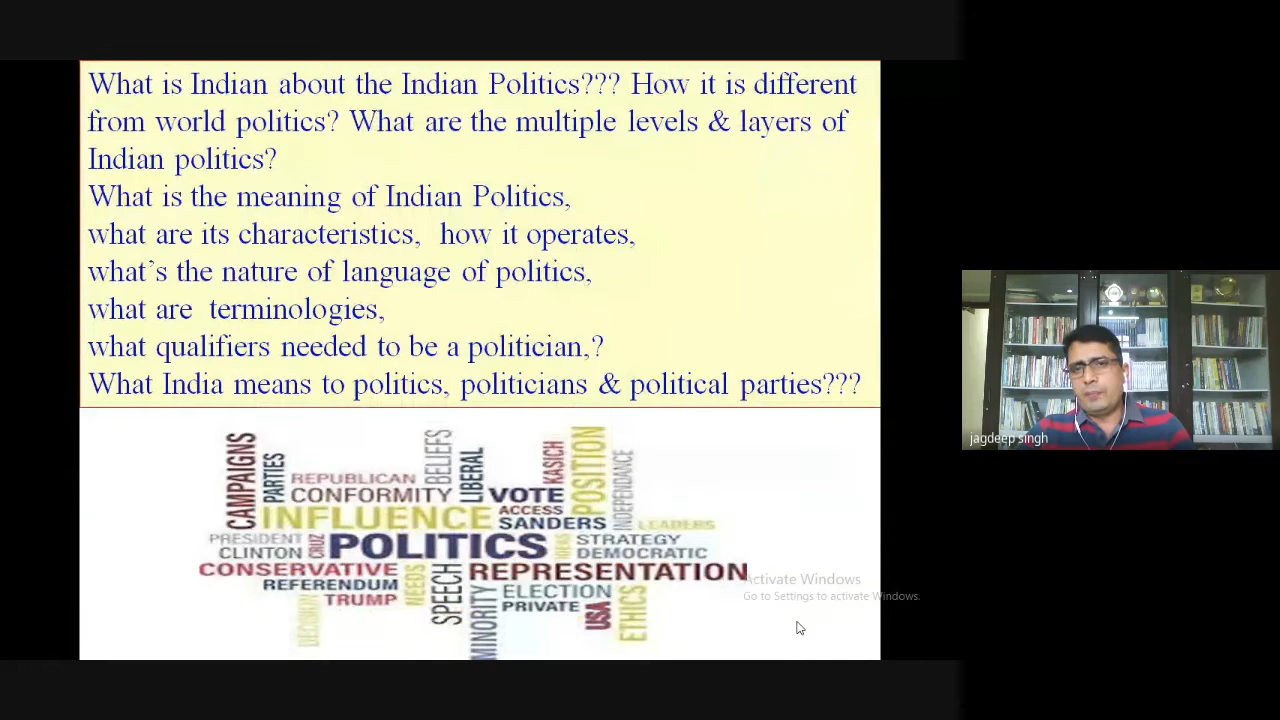 What is Indian about the Indian Politics??? How it is different
from world politics? What are the multiple levels & layers of
Indian politics?
What is the meaning of Indian Politics,
what are its characteristics, how it operates,
what’s the nature of language of politics,
what are terminologies,
what qualifiers needed to be a politician,?
What India means to politics, politicians & political parties???
jagdeep singh
CAMPAIGNS
PARTIES
REPUBLICAN
CONFORMITY
BELIEFS
LIBERAL
VOTE
KASICH
POSITION
INDEPENDANCE
INFLUENCE
ACCESS
SANDERS
LEADERS
PRESIDENT
CLINTON
CRUZ
POLITICS
IDEAS
STRATEGY
DEMOCRATIC
CONSERVATIVE
REFERENDUM
TRUMP
NEEDS
SPEECH
REPRESENTATION
DECISION
MINORITY
ELECTION
PRIVATE
USA
ETHICS
Activate Windows
Go to Settings to activate Windows.